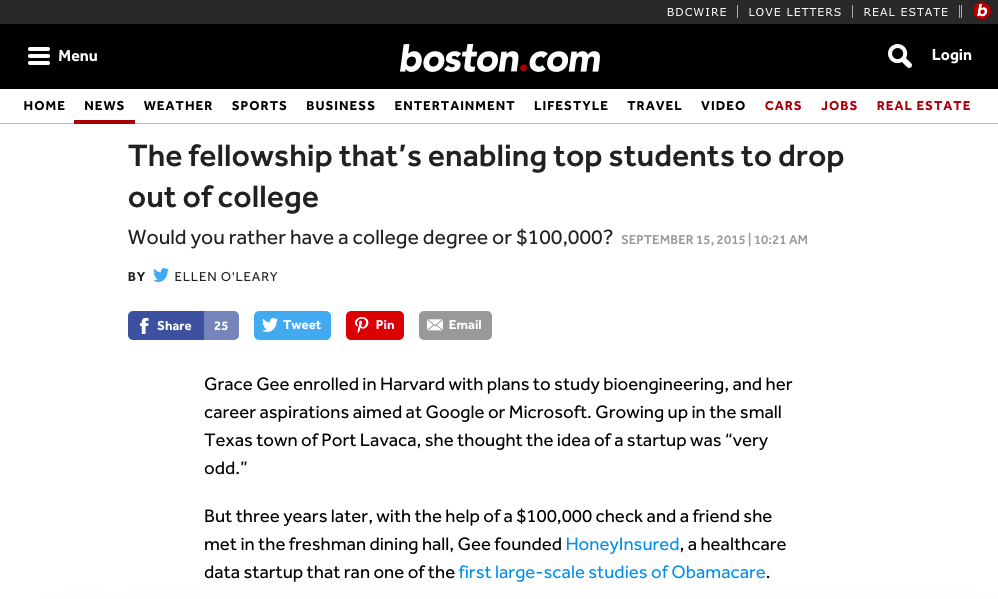 BDCWIRE | LOVE LETTERS | REAL ESTATE || b
Menu boston.com Login
HOME NEWS WEATHER SPORTS BUSINESS ENTERTAINMENT LIFESTYLE TRAVEL VIDEO CARS JOBS REAL ESTATE
The fellowship that's enabling top students to drop
out of college
Would you rather have a college degree or $100,000? SEPTEMBER 15, 2015 | 10:21 AM
BY ELLEN O'LEARY
f Share 25 Tweet Pin Email
Grace Gee enrolled in Harvard with plans to study bioengineering, and her
career aspirations aimed at Google or Microsoft. Growing up in the small
Texas town of Port Lavaca, she thought the idea of a startup was “very
odd.”
But three years later, with the help of a $100,000 check and a friend she
met in the freshman dining hall, Gee founded HoneyInsured, a healthcare
data startup that ran one of the first large-scale studies of Obamacare.